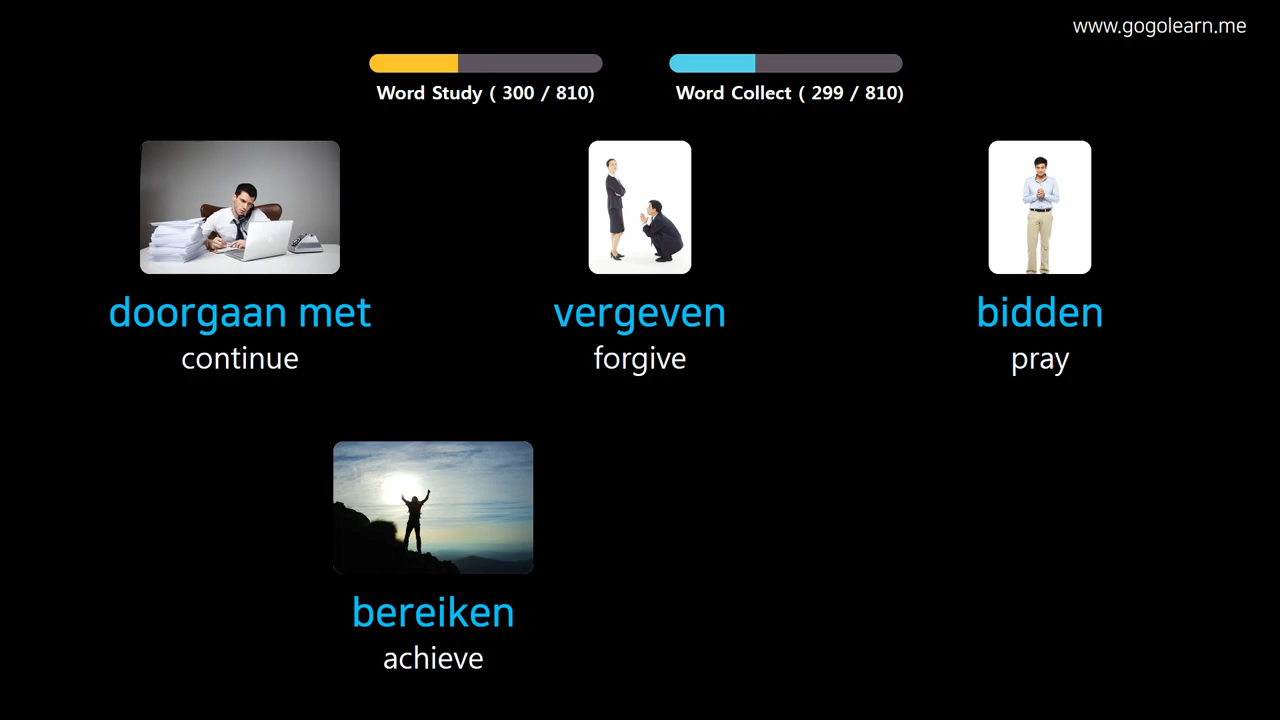 www.gogolearn.me
Word Study ( 300 / 810)
Word Collect ( 299 / 810)
doorgaan met
continue
vergeven
forgive
bidden
pray
bereiken
achieve